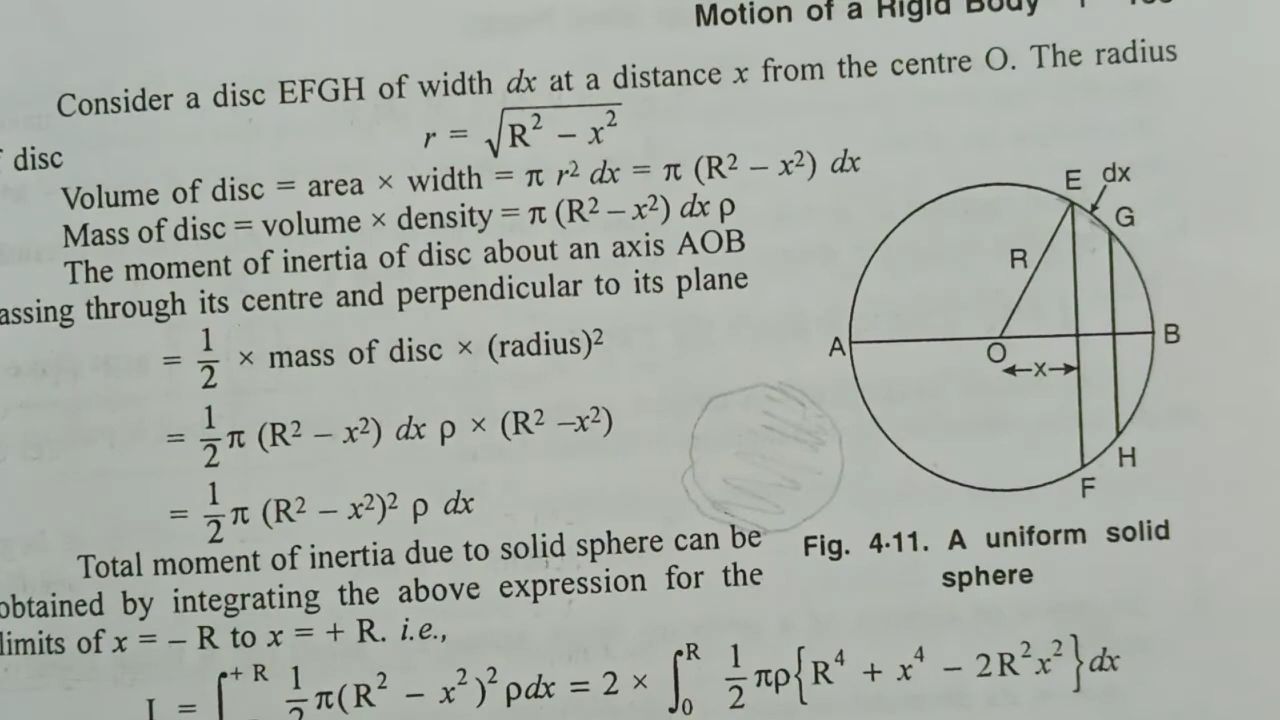 Motion of a Rigid Body
Consider a disc EFGH of width dx at a distance x from the centre O. The radius
disc r = √(R² – x²)
Volume of disc = area × width = π r² dx = π (R² – x²) dx
Mass of disc = volume × density = π (R² – x²) dx ρ
The moment of inertia of disc about an axis AOB
assing through its centre and perpendicular to its plane
= 1/2 × mass of disc × (radius)²
= 1/2 π (R² – x²) dx ρ × (R² –x²)
= 1/2 π (R² – x²)² ρ dx
Total moment of inertia due to solid sphere can be
obtained by integrating the above expression for the
limits of x = – R to x = + R. i.e.,
I = ∫ + R 1/2 π(R² – x²)² ρdx = 2 × ∫₀ᴿ 1/2 πρ{R⁴ + x⁴ – 2R²x²}dx
E dx
G
R
A
O
B
←x→
H
F
Fig. 4·11. A uniform solid
sphere